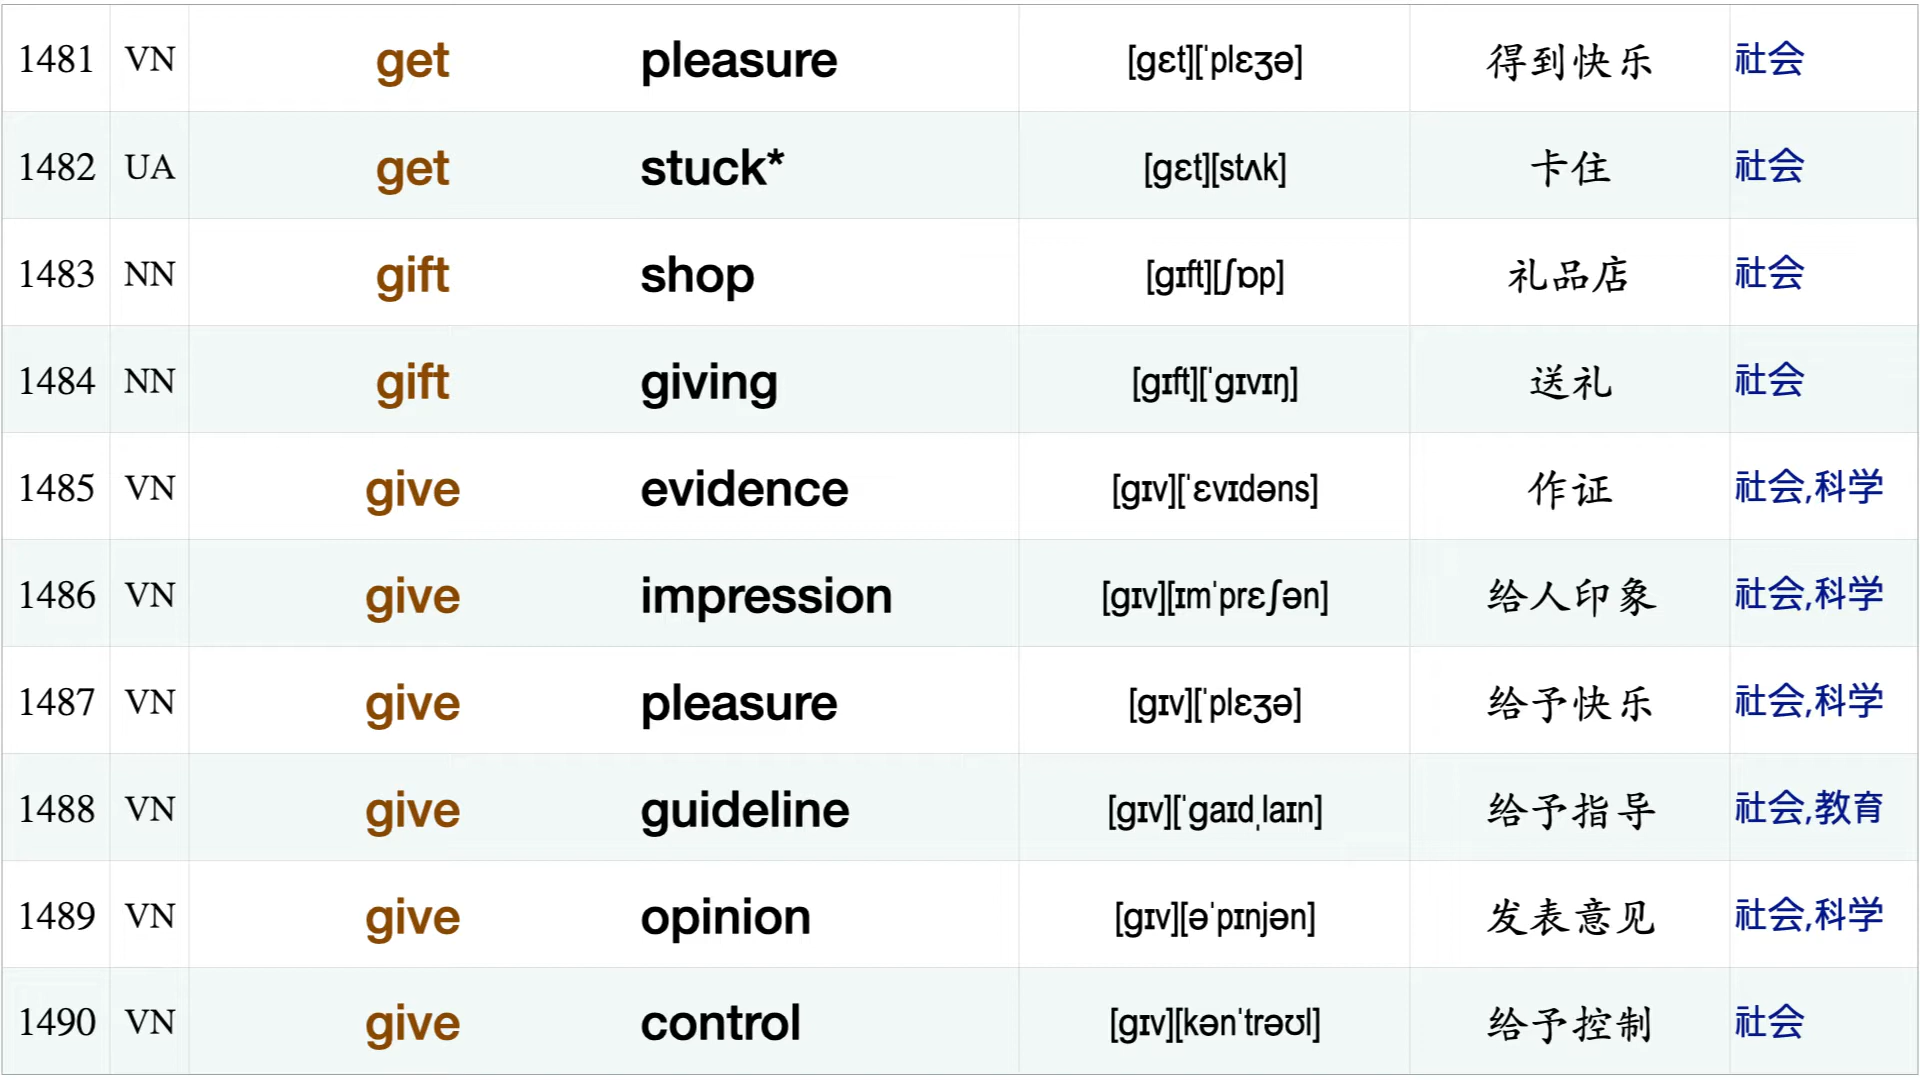 1481 VN get pleasure [gɛt][ˈplɛʒə] 得到快乐 社会
1482 UA get stuck* [gɛt][stʌk] 卡住 社会
1483 NN gift shop [gɪft][ʃɒp] 礼品店 社会
1484 NN gift giving [gɪft][ˈgɪvɪŋ] 送礼 社会
1485 VN give evidence [gɪv][ˈɛvɪdəns] 作证 社会,科学
1486 VN give impression [gɪv][ɪmˈprɛʃən] 给人印象 社会,科学
1487 VN give pleasure [gɪv][ˈplɛʒə] 给予快乐 社会,科学
1488 VN give guideline [gɪv][ˈgaɪdˌlaɪn] 给予指导 社会,教育
1489 VN give opinion [gɪv][əˈpɪnjən] 发表意见 社会,科学
1490 VN give control [gɪv][kənˈtrəʊl] 给予控制 社会